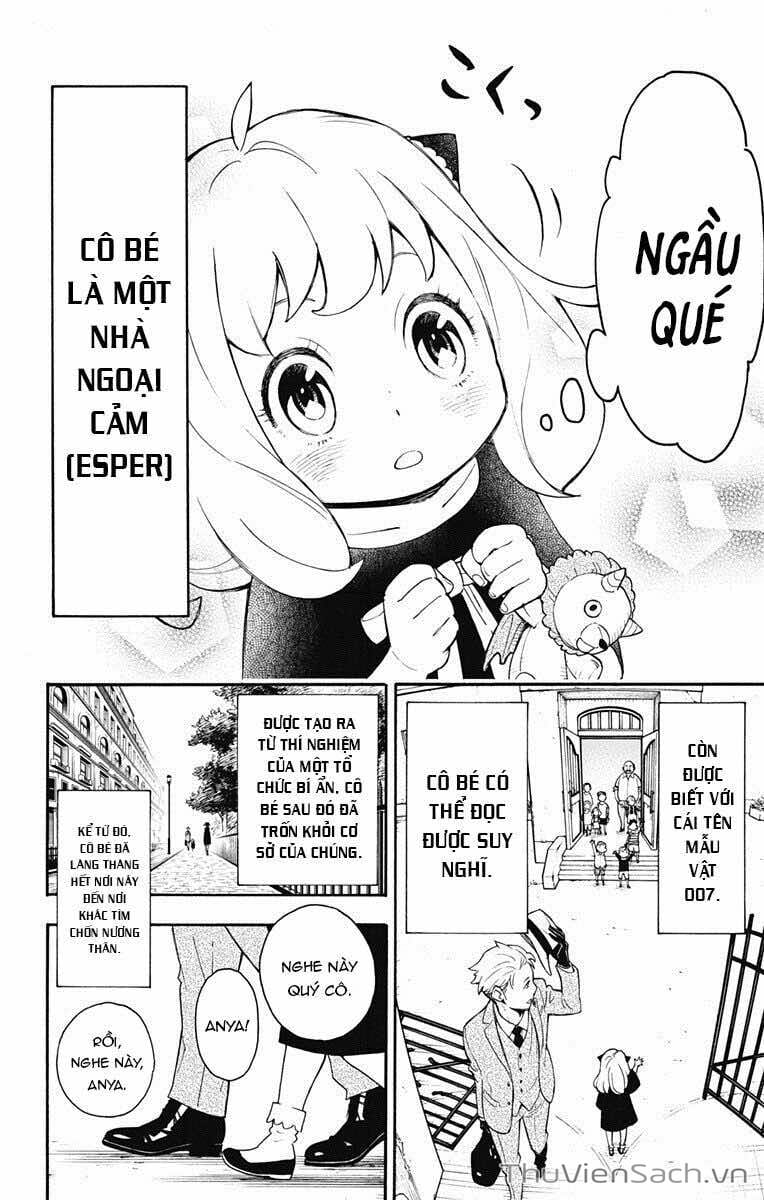 こくっ
NGẦU
QUÉ
CÔ BÉ
LÀ MỘT
NHÀ
NGOẠI
CẢM
(ESPER)
CÒN
ĐƯỢC
BIẾT VỚI
CÁI TÊN
MẪU
VẬT
007.
CÔ BÉ CÓ
THỂ ĐỌC
ĐƯỢC SUY
NGHĨ.
ĐƯỢC TẠO RA
TỪ THÍ NGHIỆM
CỦA MỘT TỔ
CHỨC BÍ ẨN. CÔ
BÉ SAU ĐÓ ĐÃ
TRỐN KHỎI CƠ
SỞ CỦA CHÚNG.
KỂ TỪ ĐÓ,
CÔ BÉ ĐÃ
LANG THANG
HẾT NƠI NÀY
ĐẾN NƠI
KHÁC TÌM
CHỐN NƯƠNG
THÂN.
NGHE NÀY
QUÝ CÔ.
ANYA!
RỒI,
NGHE NÀY,
ANYA.
ThuVienSach.vn